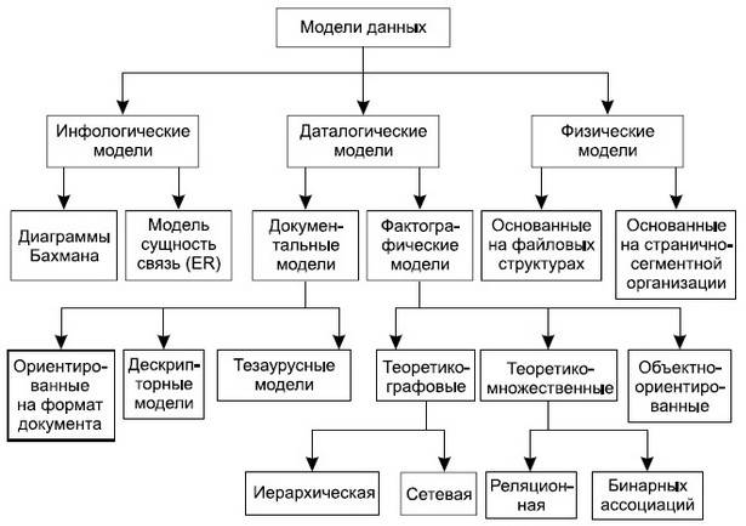 Модели данных
Инфологические
модели
Даталогические
модели
Физические
модели
Диаграммы
Бахмана
Модель
сущность
связь (ER)
Докумен-
тальные
модели
Фактогра-
фические
модели
Основанные
на файловых
структурах
Основанные
на странично-
сегментной
организации
Ориентиро-
ванные
на формат
документа
Дескрип-
торные
модели
Тезаурусные
модели
Теоретико-
графовые
Теоретико-
множественные
Объектно-
ориентиро-
ванные
Иерархическая
Сетевая
Реляцион-
ная
Бинарных
ассоциаций